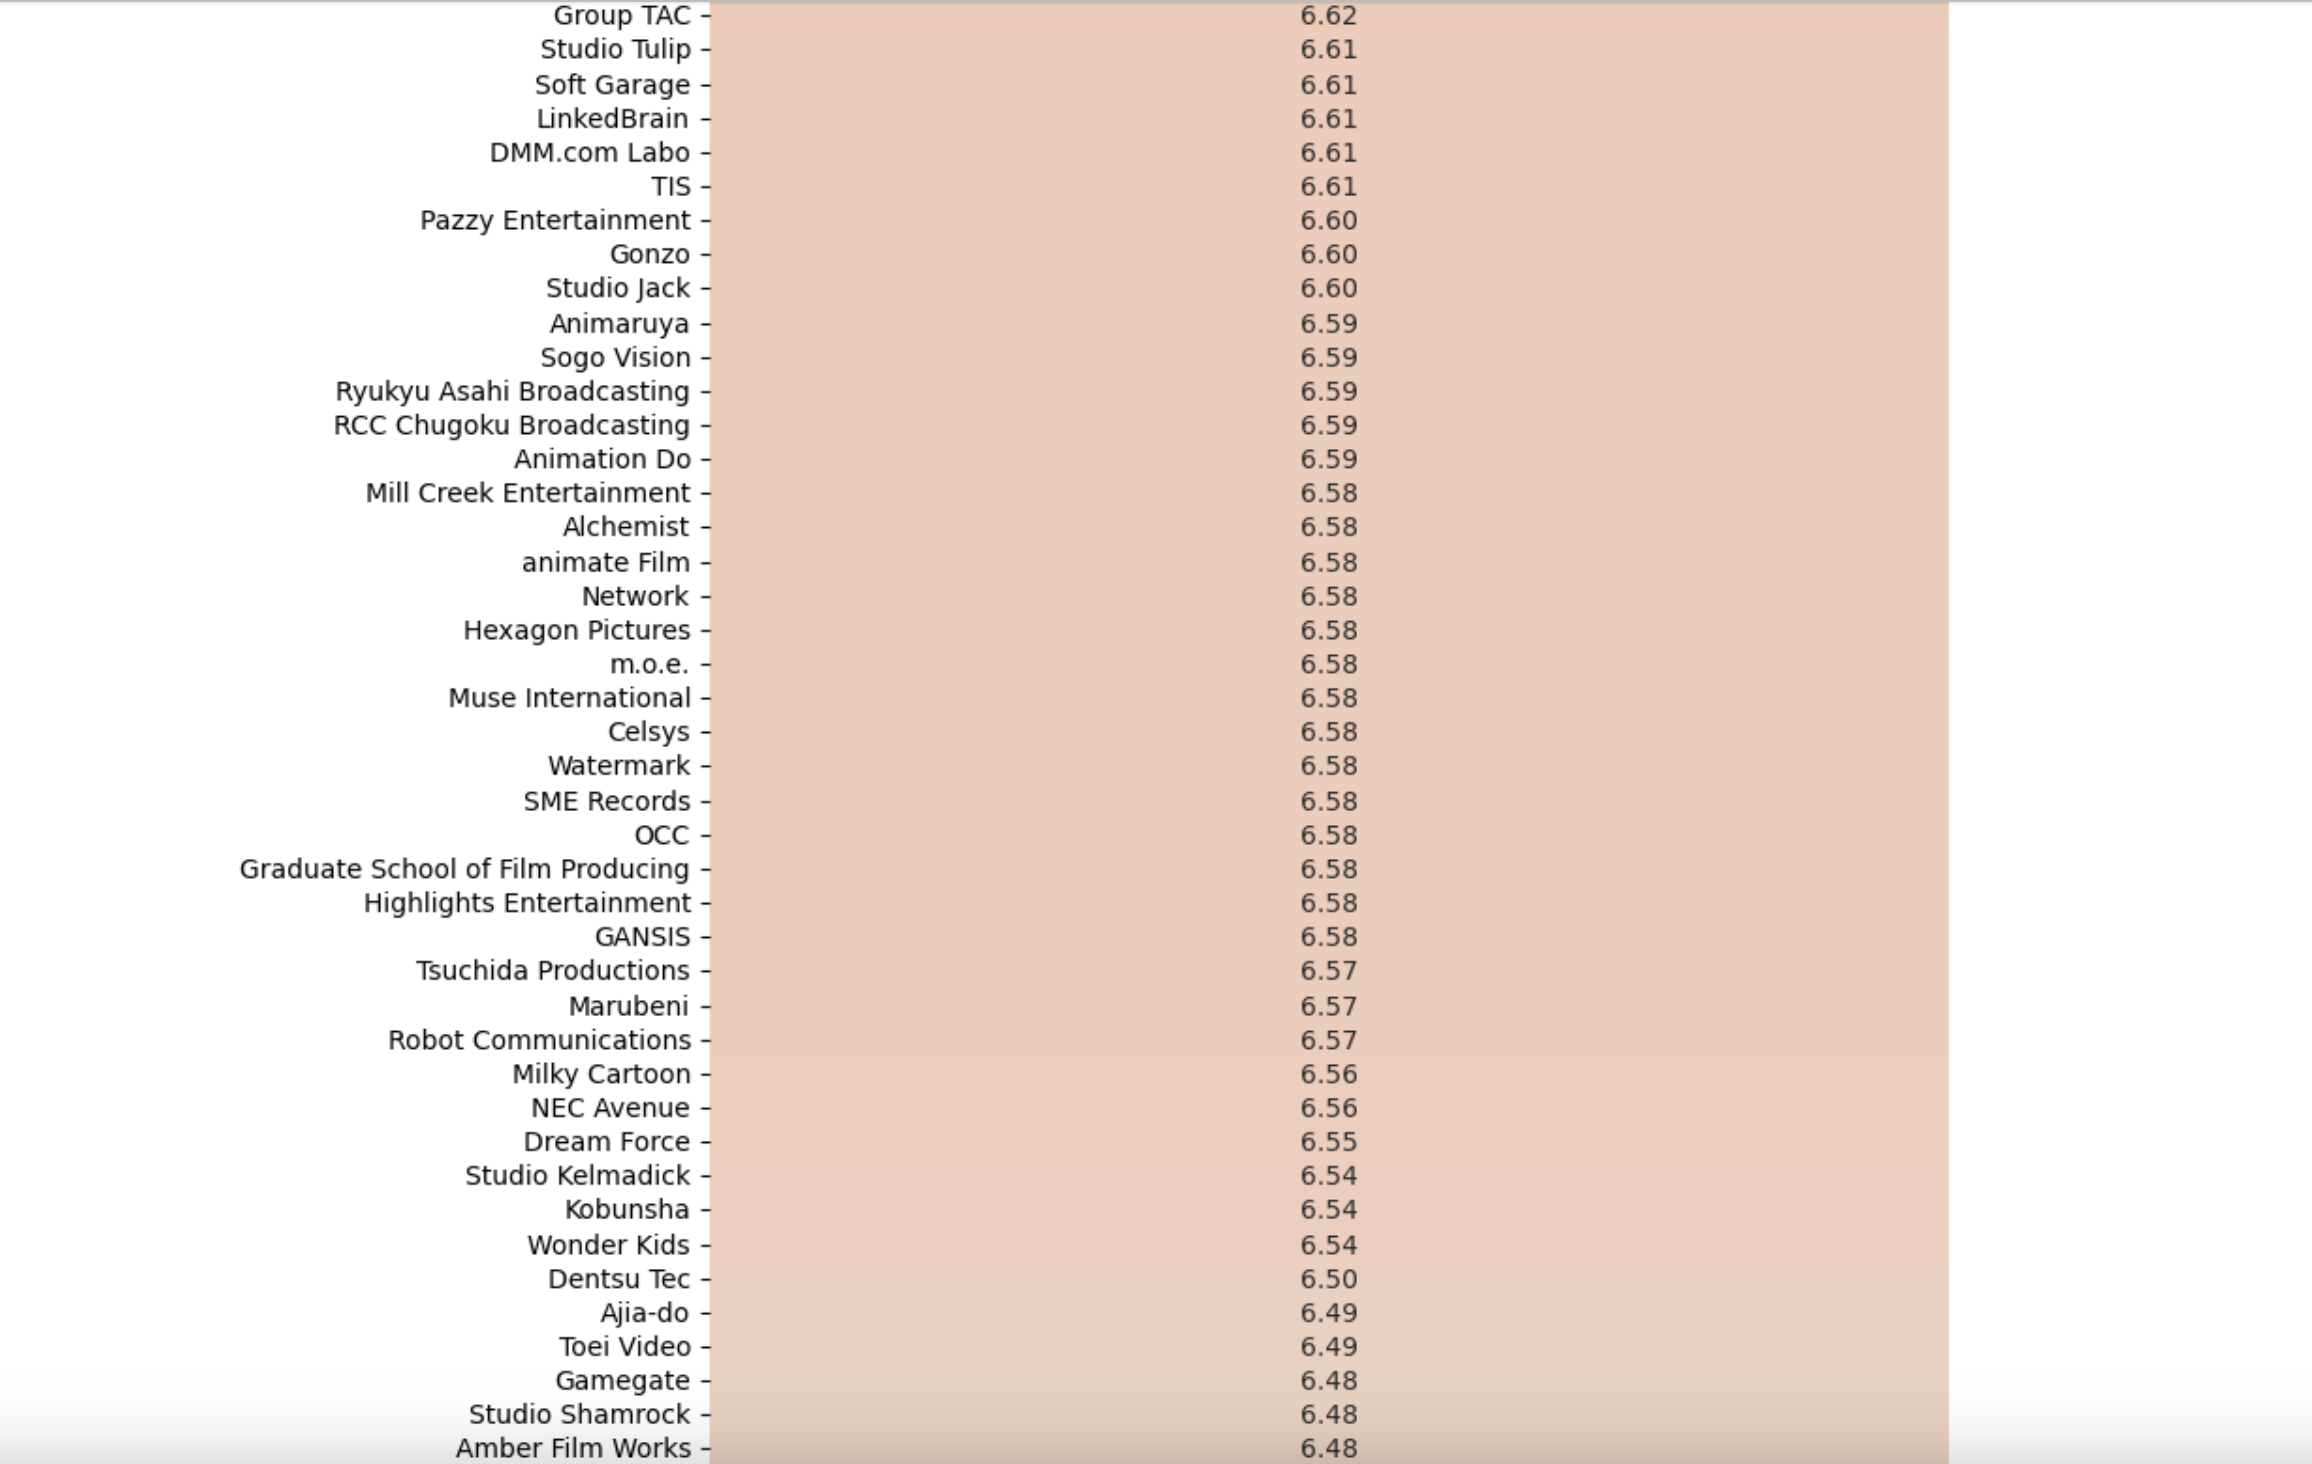 Group TAC 6.62
Studio Tulip 6.61
Soft Garage 6.61
LinkedBrain 6.61
DMM.com Labo 6.61
TIS 6.61
Pazzy Entertainment 6.60
Gonzo 6.60
Studio Jack 6.60
Animaruya 6.59
Sogo Vision 6.59
Ryukyu Asahi Broadcasting 6.59
RCC Chugoku Broadcasting 6.59
Animation Do 6.59
Mill Creek Entertainment 6.58
Alchemist 6.58
animate Film 6.58
Network 6.58
Hexagon Pictures 6.58
m.o.e. 6.58
Muse International 6.58
Celsys 6.58
Watermark 6.58
SME Records 6.58
OCC 6.58
Graduate School of Film Producing 6.58
Highlights Entertainment 6.58
GANSIS 6.58
Tsuchida Productions 6.57
Marubeni 6.57
Robot Communications 6.57
Milky Cartoon 6.56
NEC Avenue 6.56
Dream Force 6.55
Studio Kelmadick 6.54
Kobunsha 6.54
Wonder Kids 6.54
Dentsu Tec 6.50
Ajia-do 6.49
Toei Video 6.49
Gamegate 6.48
Studio Shamrock 6.48
Amber Film Works 6.48